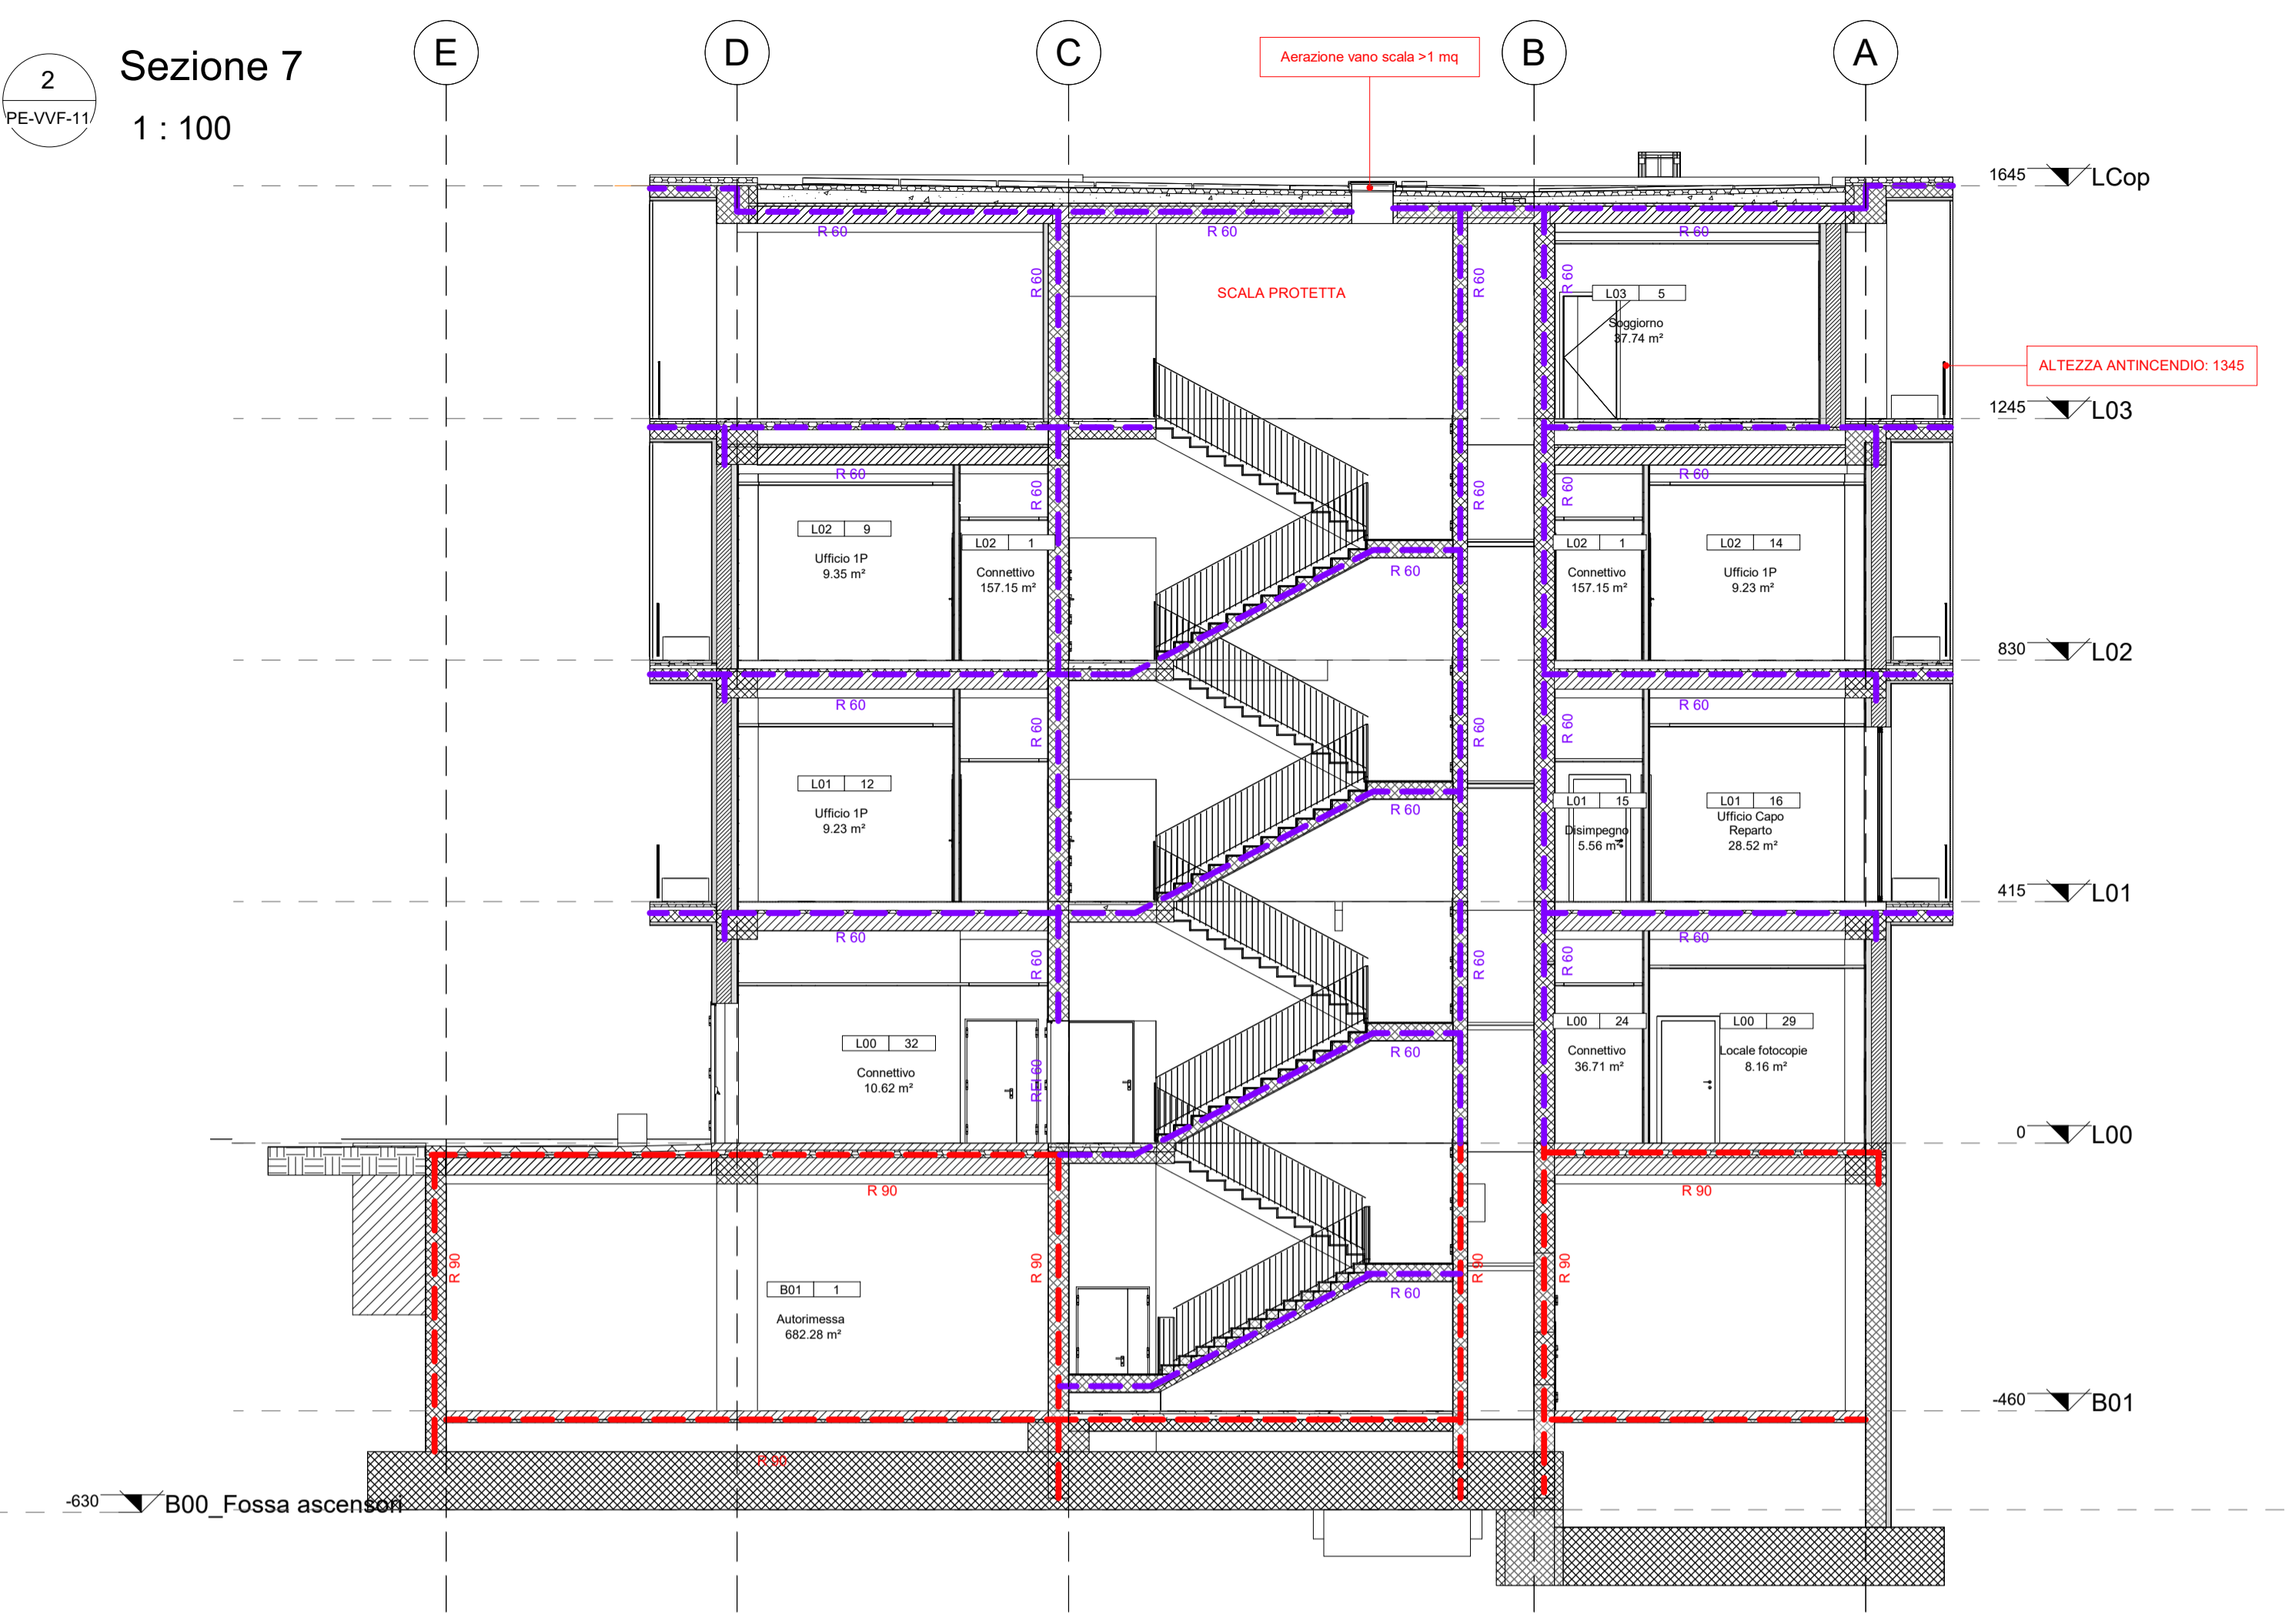 E
D
C
B
A
2
PE-VVF-11
Sezione 7
1 : 100
Aerazione vano scala >1 mq
1645
LCop
R 60
R 60
R 60
R 60
R 60
R 60
SCALA PROTETTA
L03 5
Soggiorno
37.74 m²
ALTEZZA ANTINCENDIO: 1345
1245
L03
R 60
R 60
R 60
R 60
R 60
L02 9
Ufficio 1P
9.35 m²
L02 1
Connettivo
157.15 m²
R 60
L02 1
Connettivo
157.15 m²
L02 14
Ufficio 1P
9.23 m²
830
L02
R 60
R 60
R 60
R 60
R 60
L01 12
Ufficio 1P
9.23 m²
R 60
L01 15
Disimpegno
5.56 m²
L01 16
Ufficio Capo
Reparto
28.52 m²
415
L01
R 60
R 60
R 60
R 60
R 60
L00 32
Connettivo
10.62 m²
REI 60
R 60
L00 24
Connettivo
36.71 m²
L00 29
Locale fotocopie
8.16 m²
0
L00
R 90
R 90
R 90
R 90
R 90
R 90
R 60
B01 1
Autorimessa
682.28 m²
-460
B01
R 90
-630
B00_Fossa ascensori